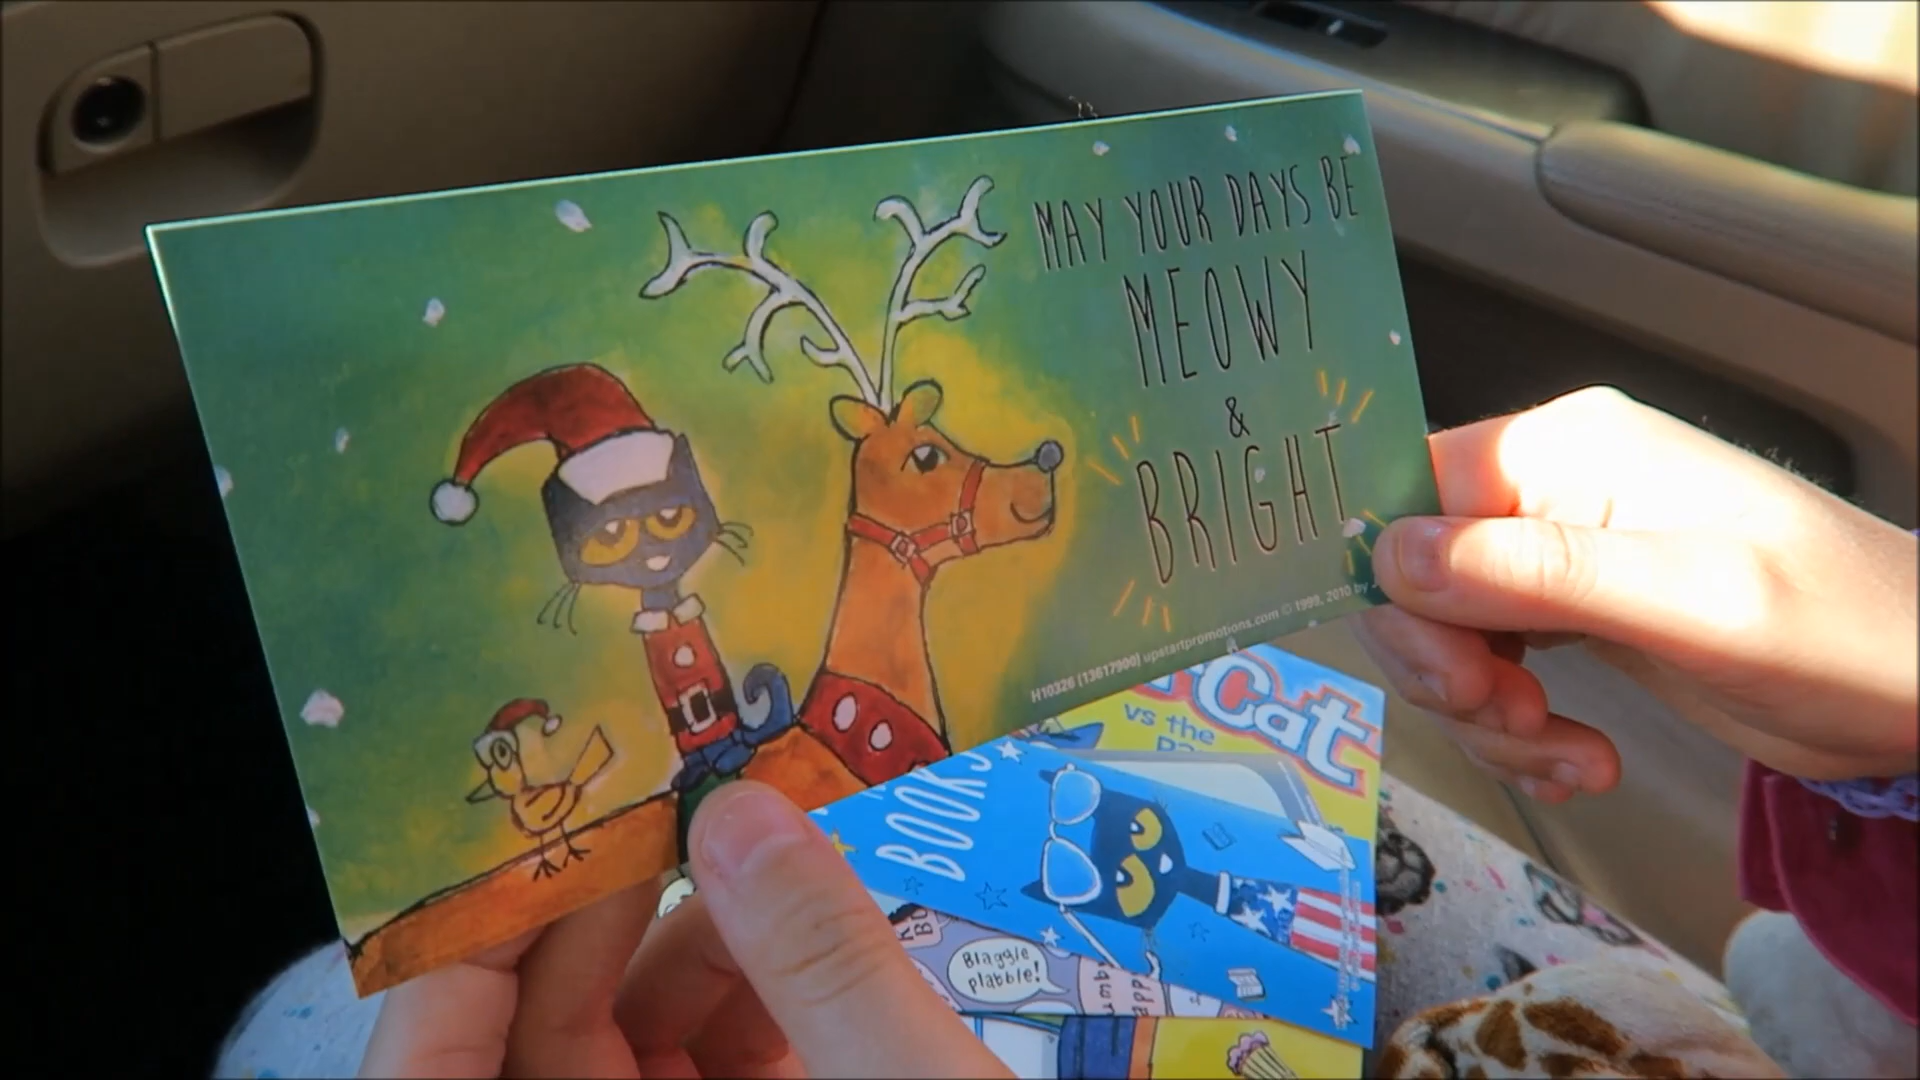 MAY YOUR DAYS BE
MEOWY
&
BRIGHT
H10326 (13617900) upstartpromotions.com © 1999, 2010 by
Cat
vs the
BOOKS
Blaggle
plabble!